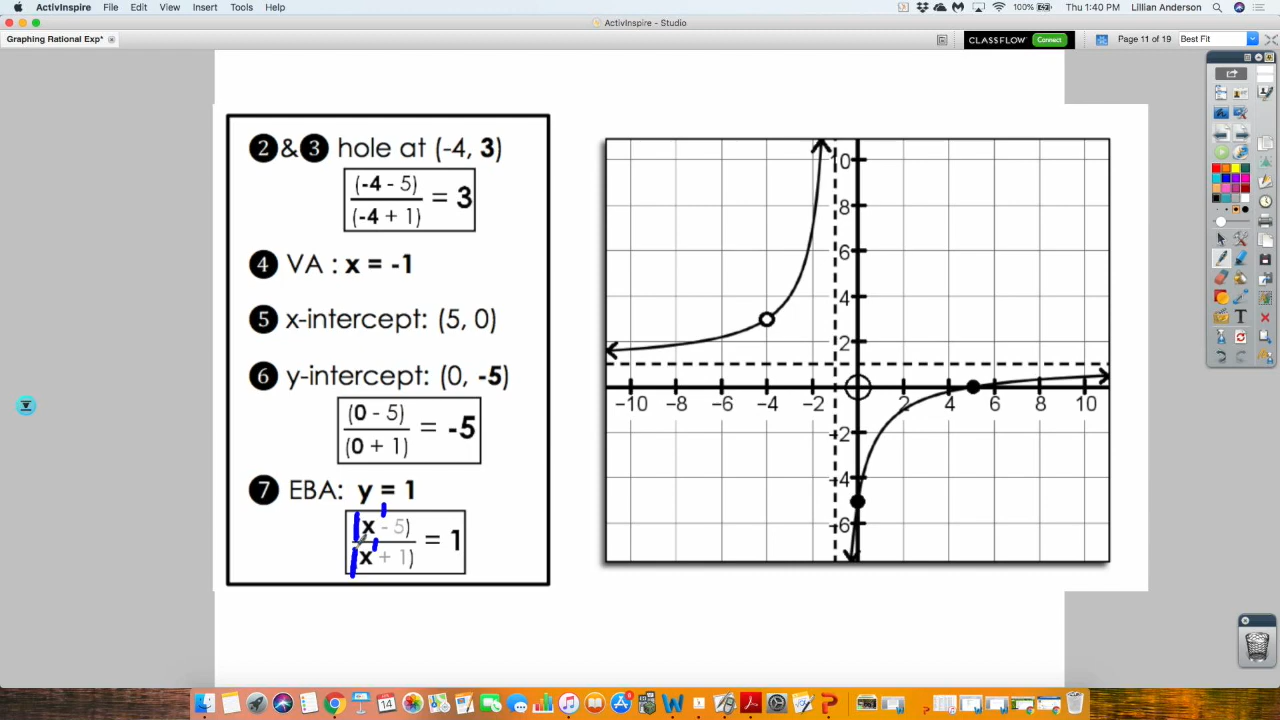 ActivInspire File Edit View Insert Tools Help 100% Thu 1:40 PM Lillian Anderson
ActivInspire - Studio
Graphing Rational Exp* CLASSFLOW Connect Page 11 of 19 Best Fit
2 & 3 hole at (-4, 3)
(-4 - 5)
(-4 + 1)
= 3
4 VA : x = -1
5 x-intercept: (5, 0)
6 y-intercept: (0, -5)
(0 - 5)
(0 + 1)
= -5
7 EBA: y = 1
(x - 5)
(x + 1)
= 1
10
8
6
4
2
-10 -8 -6 -4 -2 2 4 6 8 10
-2
-4
-6